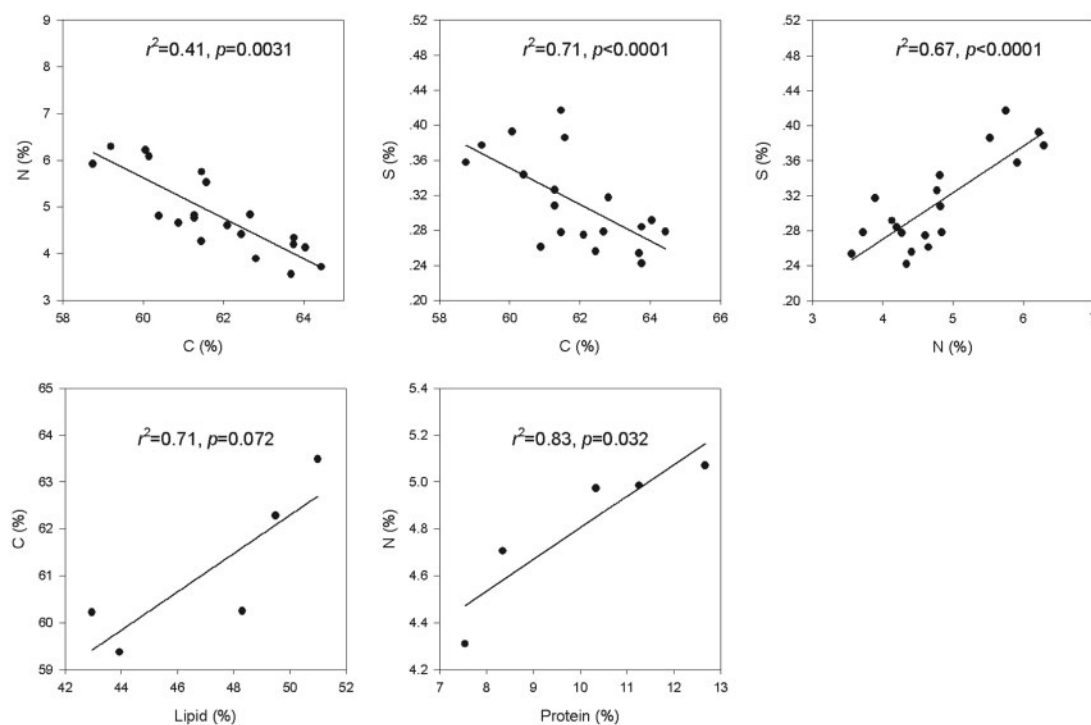 r²=0.41, p=0.0031
N (%)
9
8
7
6
5
4
3
58 60 62 64
C (%)
r²=0.71, p<0.0001
S (%)
.52
.48
.44
.40
.36
.32
.28
.24
.20
58 60 62 64 66
C (%)
r²=0.67, p<0.0001
S (%)
.52
.48
.44
.40
.36
.32
.28
.24
.20
3 4 5 6
N (%)
r²=0.71, p=0.072
C (%)
65
64
63
62
61
60
59
42 44 46 48 50 52
Lipid (%)
r²=0.83, p=0.032
N (%)
5.4
5.2
5.0
4.8
4.6
4.4
4.2
7 8 9 10 11 12 13
Protein (%)